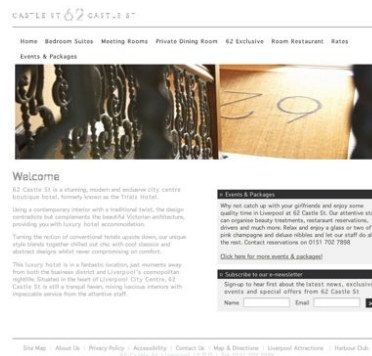 CASTLE ST 62 CASTLE ST
Home Bedroom Suites Meeting Rooms Private Dining Room 62 Exclusive Room Restaurant Rates
Events & Packages
62
Welcome
62 Castle St is a stunning, modern and exclusive city centre
boutique hotel, formerly known as the Trials Hotel.
Using a contemporary interior with a traditional twist, the design
contradicts but complements the beautiful Victorian architecture,
providing you with luxury hotel accommodation.
Turning the notion of conventional hotels upside down, our unique
style blends together chilled out chic with cool classics and
abstract designs whilst never compromising on comfort.
This luxury hotel is in a fantastic location, just moments away
from both the business district and Liverpool's cosmopolitan
nightlife. Situated in the heart of Liverpool City Centre, 62
Castle St is still a tranquil haven, mixing luscious interiors with
impeccable service from the attentive staff.
» Events & Packages
Why not catch up with your girlfriends and enjoy some
quality time in Liverpool at 62 Castle St. Our attentive sta
can organise beauty treatments, restaraunt reservations,
drivers and much more. Relax and enjoy a glass or two of
pink champagne and deluxe nibbles and let our staff do al
the rest. Contact reservations on 0151 702 7898
Click here for more events & packages!
» Subscribe to our e-newsletter
Sign-up to hear first about the latest news, exclusive
events and special offers from 62 Castle St
Name Email
Site Map | About Us | Privacy Policy | Accessibility | Contact Us | Map & Directions | Liverpool Attractions | Harbour Club